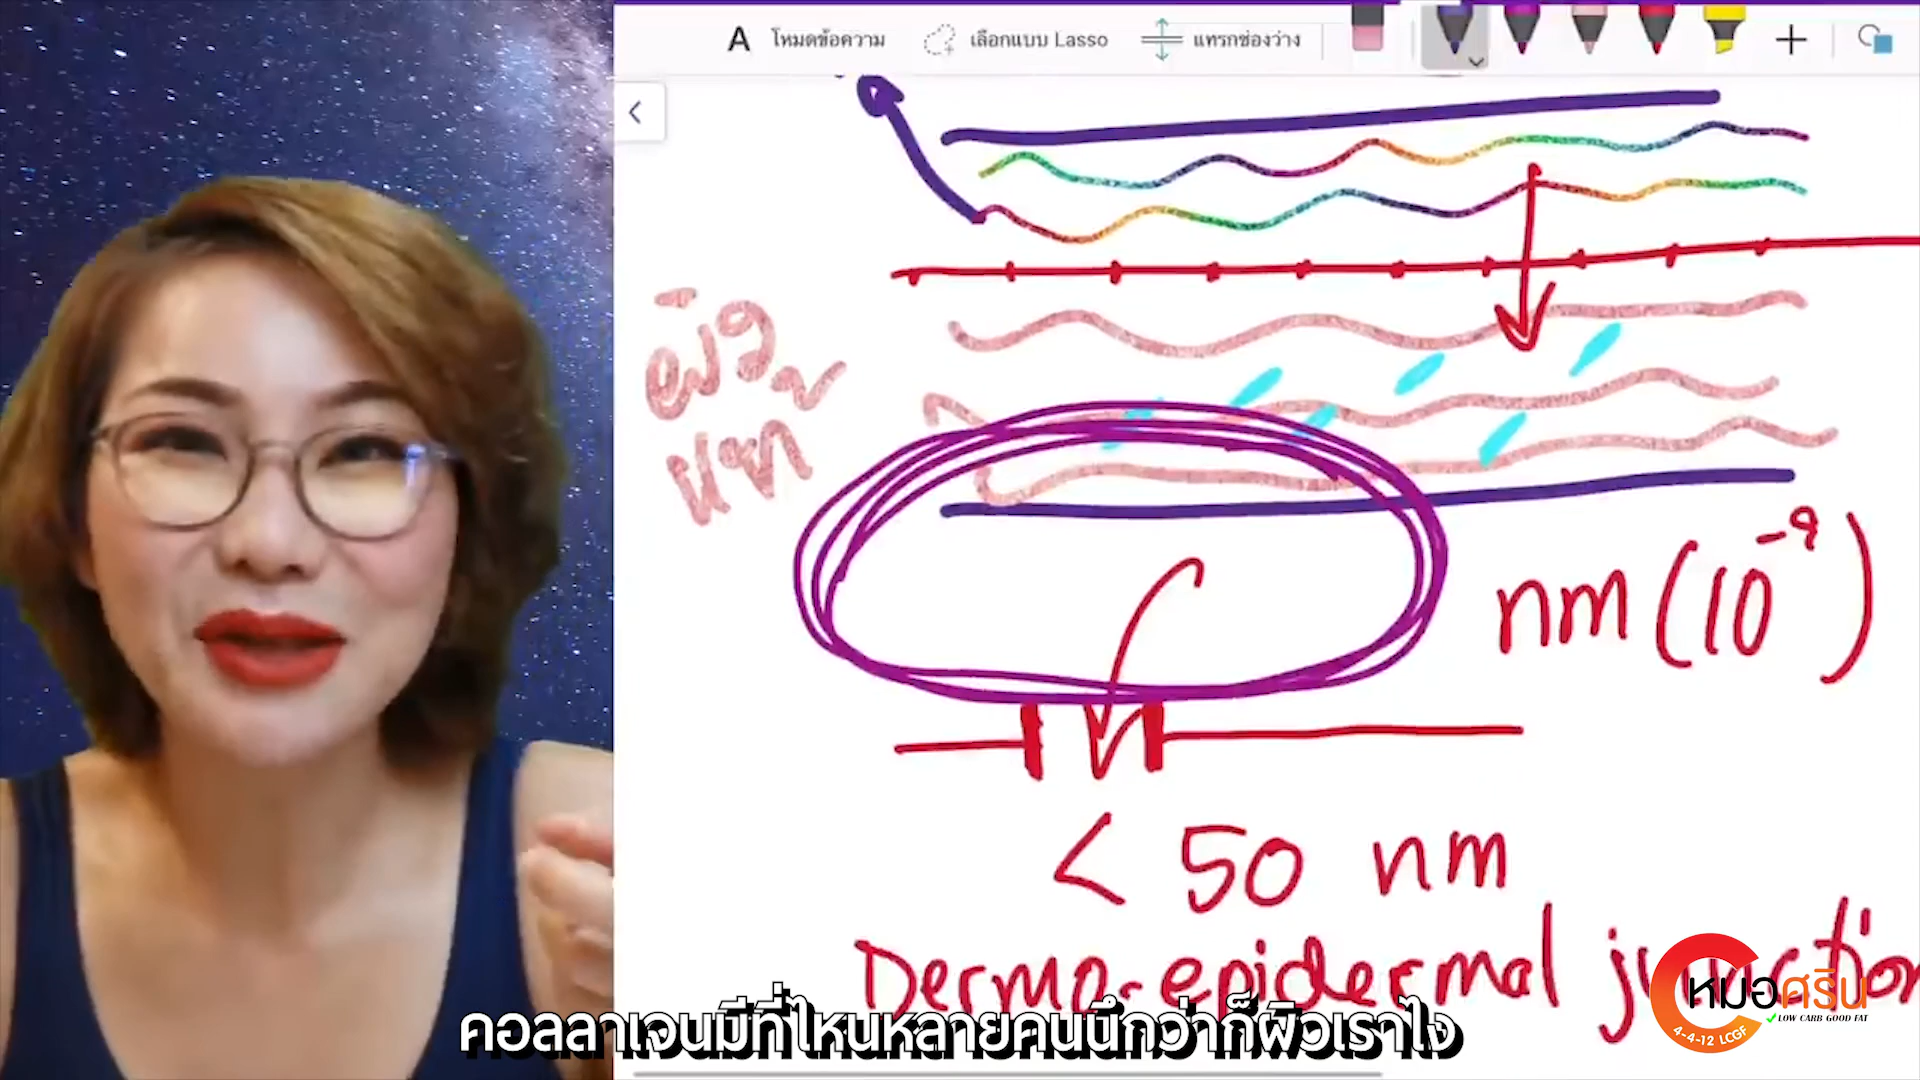 โหมดข้อความ เลือกแบบ Lasso แทรกช่องว่าง
ผิว
แท้
nm (10⁻⁹)
< 50 nm
Dermo-epidermal junction
คอลลาเจนมีที่ไหนหลายคนนึกว่าก็ผิวเราไง
หมอศริน
LOW CARB GOOD FAT
4-4-12 LCGF